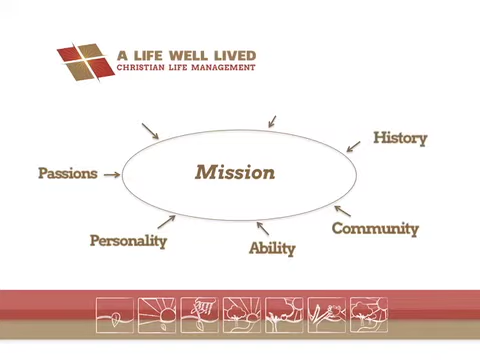 A LIFE WELL LIVED
CHRISTIAN LIFE MANAGEMENT
History
Mission
Passions
Community
Personality
Ability